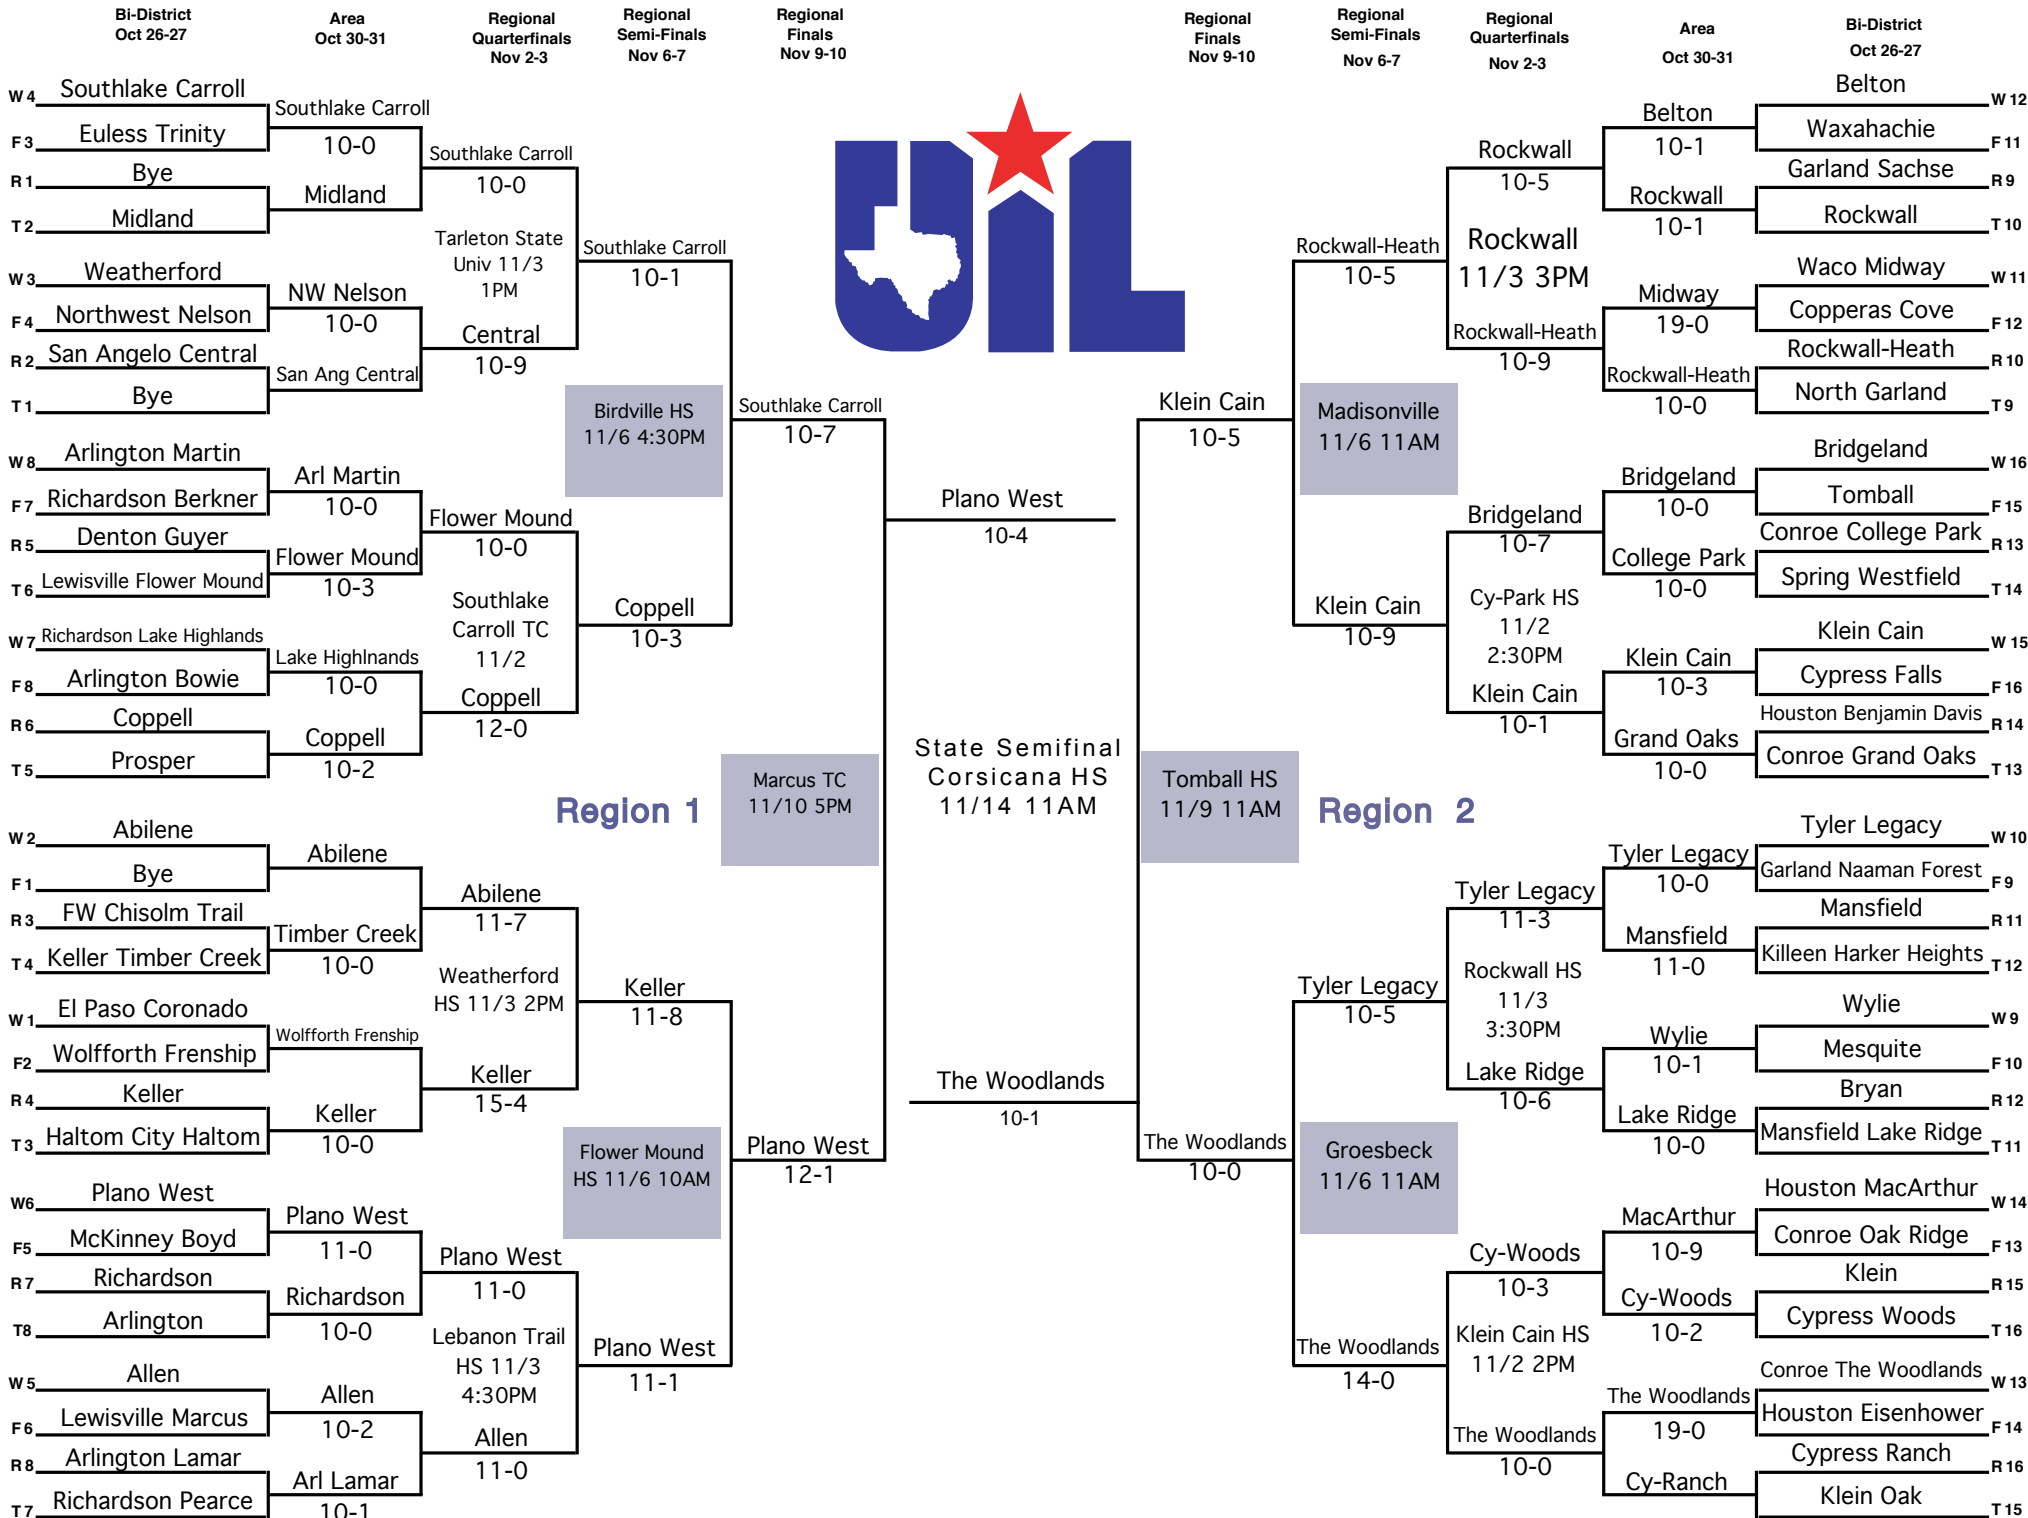 Bi-District
Oct 26-27
Area
Oct 30-31
Regional
Quarterfinals
Nov 2-3
Regional
Semi-Finals
Nov 6-7
Regional
Finals
Nov 9-10
Regional
Finals
Nov 9-10
Regional
Semi-Finals
Nov 6-7
Regional
Quarterfinals
Nov 2-3
Area
Oct 30-31
Bi-District
Oct 26-27
W 4 Southlake Carroll
F 3 Euless Trinity
R 1 Bye
T 2 Midland
W 3 Weatherford
F 4 Northwest Nelson
R 2 San Angelo Central
T 1 Bye
W 8 Arlington Martin
F 7 Richardson Berkner
R 5 Denton Guyer
T 6 Lewisville Flower Mound
W 7 Richardson Lake Highlands
F 8 Arlington Bowie
R 6 Coppell
T 5 Prosper
W 2 Abilene
F 1 Bye
R 3 FW Chisolm Trail
T 4 Keller Timber Creek
W 1 El Paso Coronado
F2 Wolfforth Frenship
R 4 Keller
T 3 Haltom City Haltom
W6 Plano West
F5 McKinney Boyd
R 7 Richardson
T8 Arlington
W 5 Allen
F 6 Lewisville Marcus
R 8 Arlington Lamar
T 7 Richardson Pearce
Southlake Carroll
10-0
Midland
NW Nelson
10-0
San Ang Central
Arl Martin
10-0
Flower Mound
10-3
Lake Highlnands
10-0
Coppell
10-2
Abilene
Timber Creek
10-0
Wolfforth Frenship
Keller
10-0
Plano West
11-0
Richardson
10-0
Allen
10-2
Arl Lamar
10-1
Southlake Carroll
10-0
Tarleton State
Univ 11/3
1PM
Central
10-9
Flower Mound
10-0
Southlake
Carroll TC
11/2
Coppell
12-0
Abilene
11-7
Weatherford
HS 11/3 2PM
Keller
15-4
Plano West
11-0
Lebanon Trail
HS 11/3
4:30PM
Allen
11-0
Southlake Carroll
10-1
Birdville HS
11/6 4:30PM
Coppell
10-3
Region 1
Keller
11-8
Flower Mound
HS 11/6 10AM
Plano West
11-1
Southlake Carroll
10-7
Marcus TC
11/10 5PM
Plano West
12-1
UIL
Plano West
10-4
State Semifinal
Corsicana HS
11/14 11AM
The Woodlands
10-1
Klein Cain
10-5
Tomball HS
11/9 11AM
The Woodlands
10-0
Rockwall-Heath
10-5
Madisonville
11/6 11AM
Klein Cain
10-9
Region 2
Tyler Legacy
10-5
Groesbeck
11/6 11AM
The Woodlands
14-0
Rockwall
10-5
Rockwall
11/3 3PM
Rockwall-Heath
10-9
Bridgeland
10-7
Cy-Park HS
11/2
2:30PM
Klein Cain
10-1
Tyler Legacy
11-3
Rockwall HS
11/3
3:30PM
Lake Ridge
10-6
Cy-Woods
10-3
Klein Cain HS
11/2 2PM
The Woodlands
10-0
Belton
10-1
Rockwall
10-1
Midway
19-0
Rockwall-Heath
10-0
Bridgeland
10-0
College Park
10-0
Klein Cain
10-3
Grand Oaks
10-0
Tyler Legacy
10-0
Mansfield
11-0
Wylie
10-1
Lake Ridge
10-0
MacArthur
10-9
Cy-Woods
10-2
The Woodlands
19-0
Cy-Ranch
Belton W 12
Waxahachie F 11
Garland Sachse R 9
Rockwall T 10
Waco Midway W 11
Copperas Cove F 12
Rockwall-Heath R 10
North Garland T 9
Bridgeland W 16
Tomball F 15
Conroe College Park R 13
Spring Westfield T 14
Klein Cain W 15
Cypress Falls F 16
Houston Benjamin Davis R 14
Conroe Grand Oaks T 13
Tyler Legacy W 10
Garland Naaman Forest F 9
Mansfield R 11
Killeen Harker Heights T 12
Wylie W 9
Mesquite F 10
Bryan R 12
Mansfield Lake Ridge T 11
Houston MacArthur W 14
Conroe Oak Ridge F 13
Klein R 15
Cypress Woods T 16
Conroe The Woodlands W 13
Houston Eisenhower F 14
Cypress Ranch R 16
Klein Oak T 15